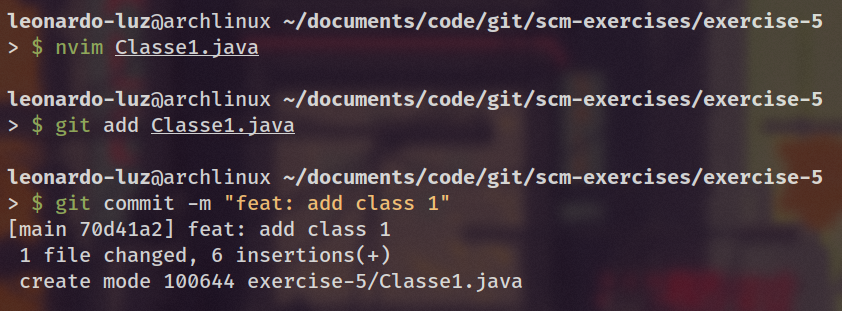 leonardo-luz@archlinux ~/documents/code/git/scm-exercises/exercise-5
> $ nvim Classe1.java
leonardo-luz@archlinux ~/documents/code/git/scm-exercises/exercise-5
> $ git add Classe1.java
leonardo-luz@archlinux ~/documents/code/git/scm-exercises/exercise-5
> $ git commit -m "feat: add class 1"
[main 70d41a2] feat: add class 1
 1 file changed, 6 insertions(+)
 create mode 100644 exercise-5/Classe1.java